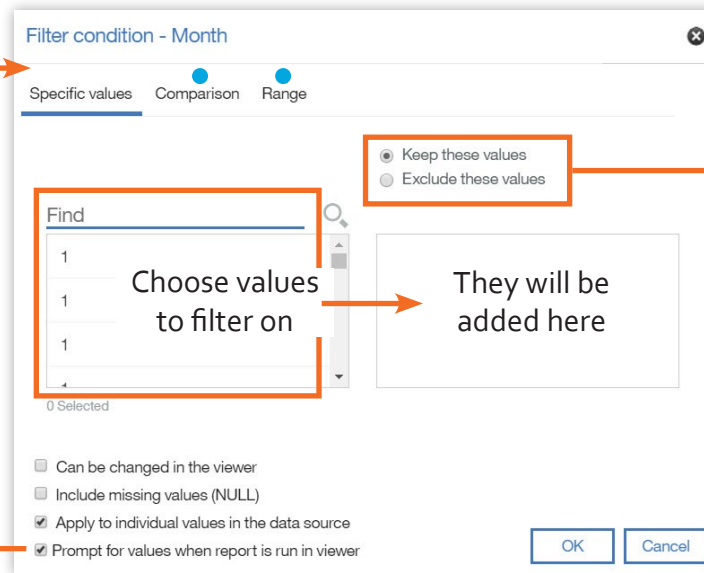 Filter condition - Month
Specific values Comparison Range
Keep these values
Exclude these values
Find
1
1
1
Choose values
to filter on
They will be
added here
0 Selected
Can be changed in the viewer
Include missing values (NULL)
Apply to individual values in the data source
Prompt for values when report is run in viewer
OK Cancel